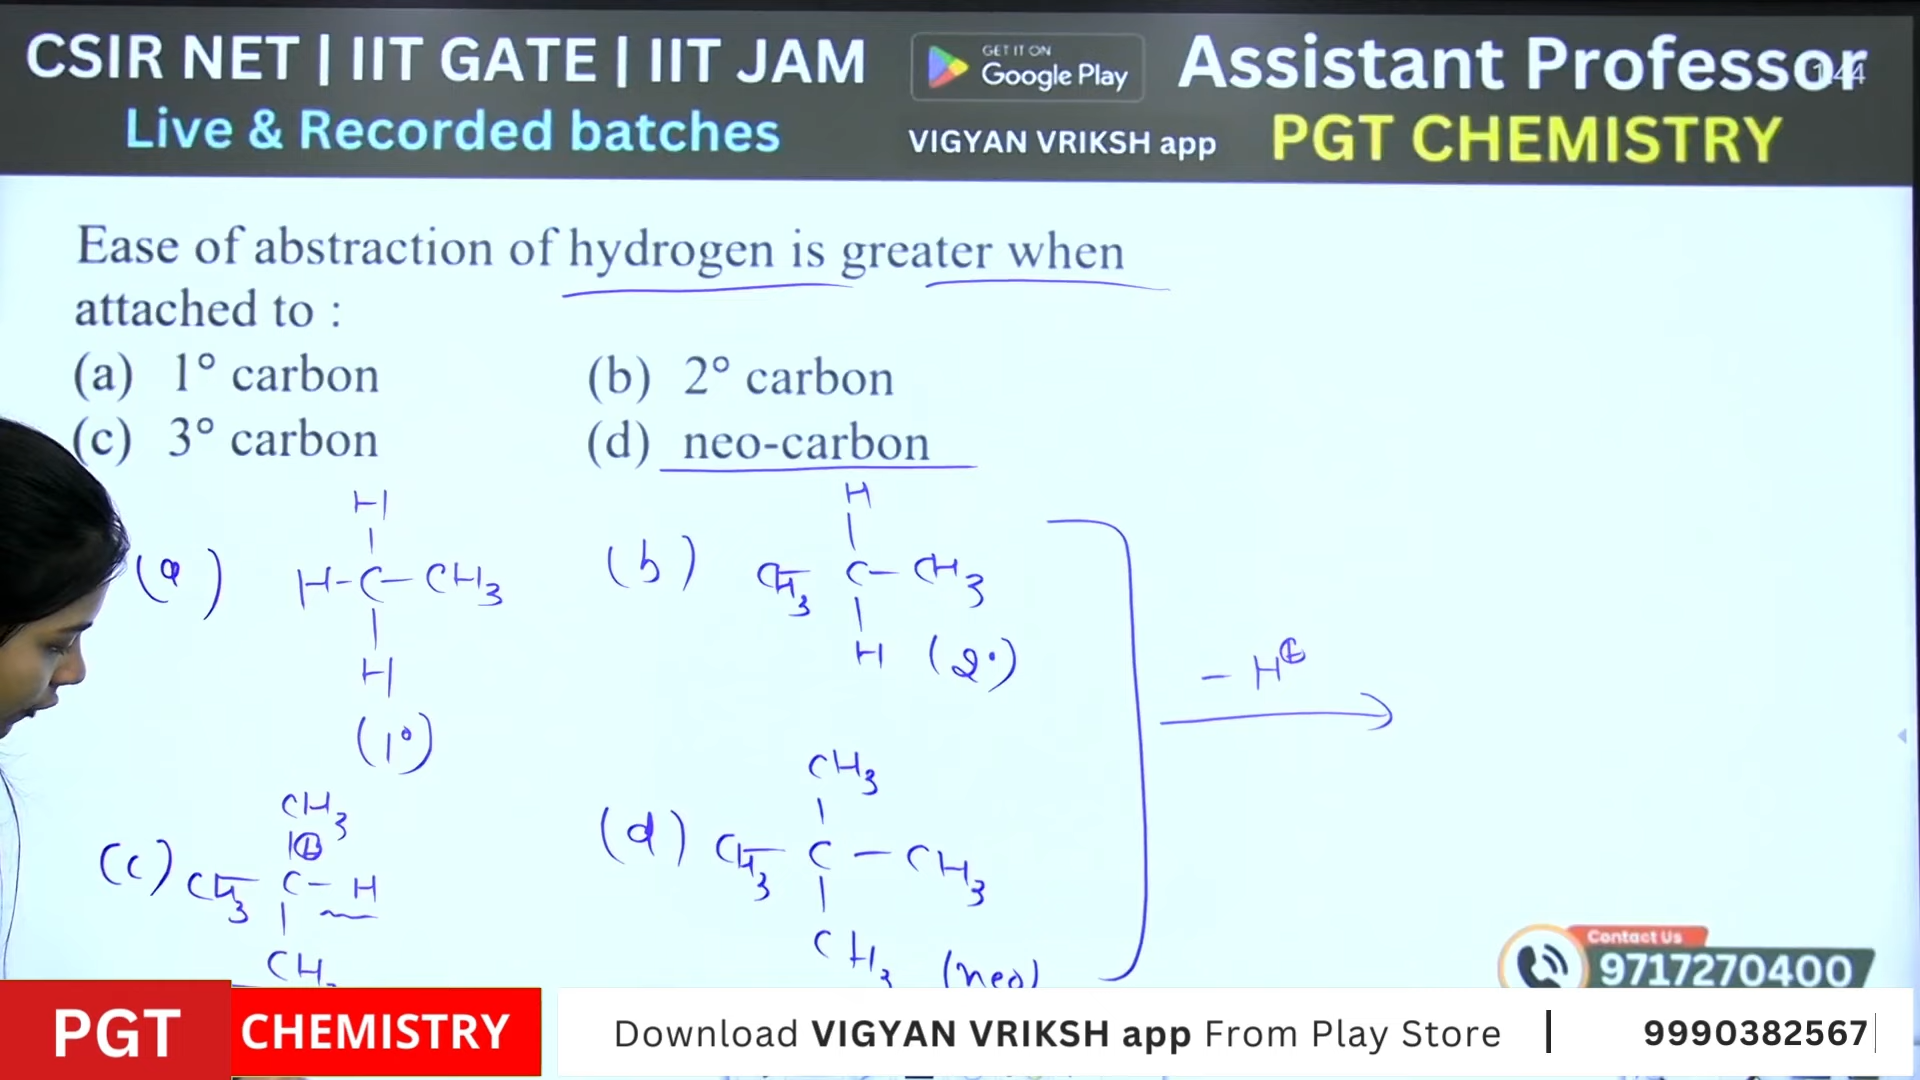 CSIR NET | IIT GATE | IIT JAM
Live & Recorded batches
GET IT ON
Google Play
VIGYAN VRIKSH app
Assistant Professor
1:44
PGT CHEMISTRY
Ease of abstraction of hydrogen is greater when
attached to :
(a) 1° carbon (b) 2° carbon
(c) 3° carbon (d) neo-carbon
(a)
H
H-C-CH3
H
(1°)
(b)
H
CH3 C-CH3
H (2°)
(c)
CH3
⊕
CH3 C-H
CH
(d)
CH3
CH3 C-CH3
CH3 (neo)
- H⊕
Contact Us
9717270400
PGT CHEMISTRY
Download VIGYAN VRIKSH app From Play Store | 9990382567